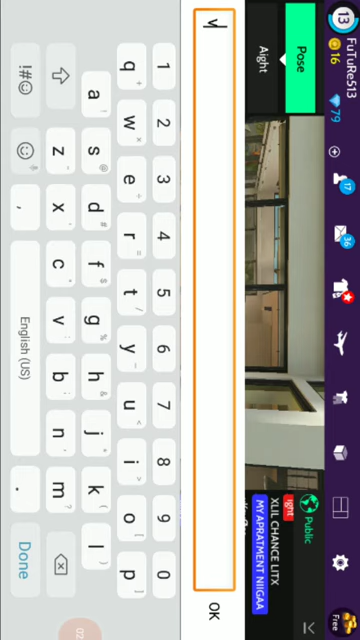 13
FuTuRe513
16
79
17
36
Free
Pose
Aight
Public
ight
XLIL CHANCE LITX
MY APRATMENT NIIGAA
v
OK
1 2 3 4 5 6 7 8 9 0
q w e r t y u i o p
a s d f g h j k l
z x c v b n m
!#☺ , English (US) . Done